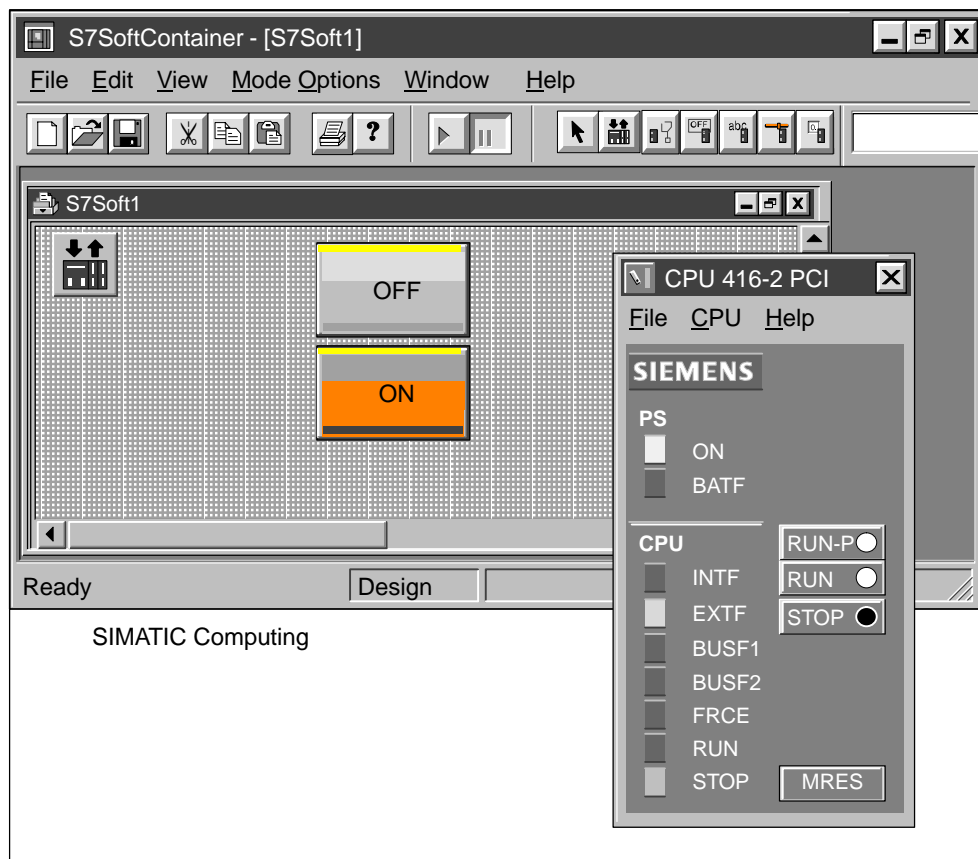 S7SoftContainer - [S7Soft1]
File Edit View Mode Options Window Help
?
OFF
abc
S7Soft1
OFF
ON
CPU 416-2 PCI
File CPU Help
SIEMENS
PS
ON
BATF
CPU
RUN-P
INTF
RUN
EXTF
STOP
BUSF1
BUSF2
FRCE
RUN
STOP
MRES
Ready
Design
SIMATIC Computing